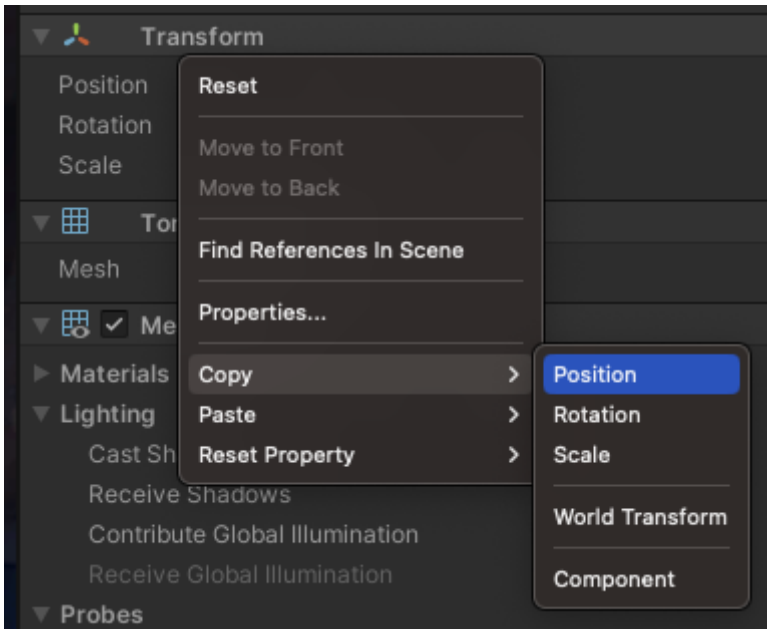 Transform
Position
Rotation
Scale
Mesh
Materials
Lighting
Receive Shadows
Contribute Global Illumination
Receive Global Illumination
Probes
Reset
Move to Front
Move to Back
Find References In Scene
Properties...
Copy
Paste
Reset Property
Position
Rotation
Scale
World Transform
Component